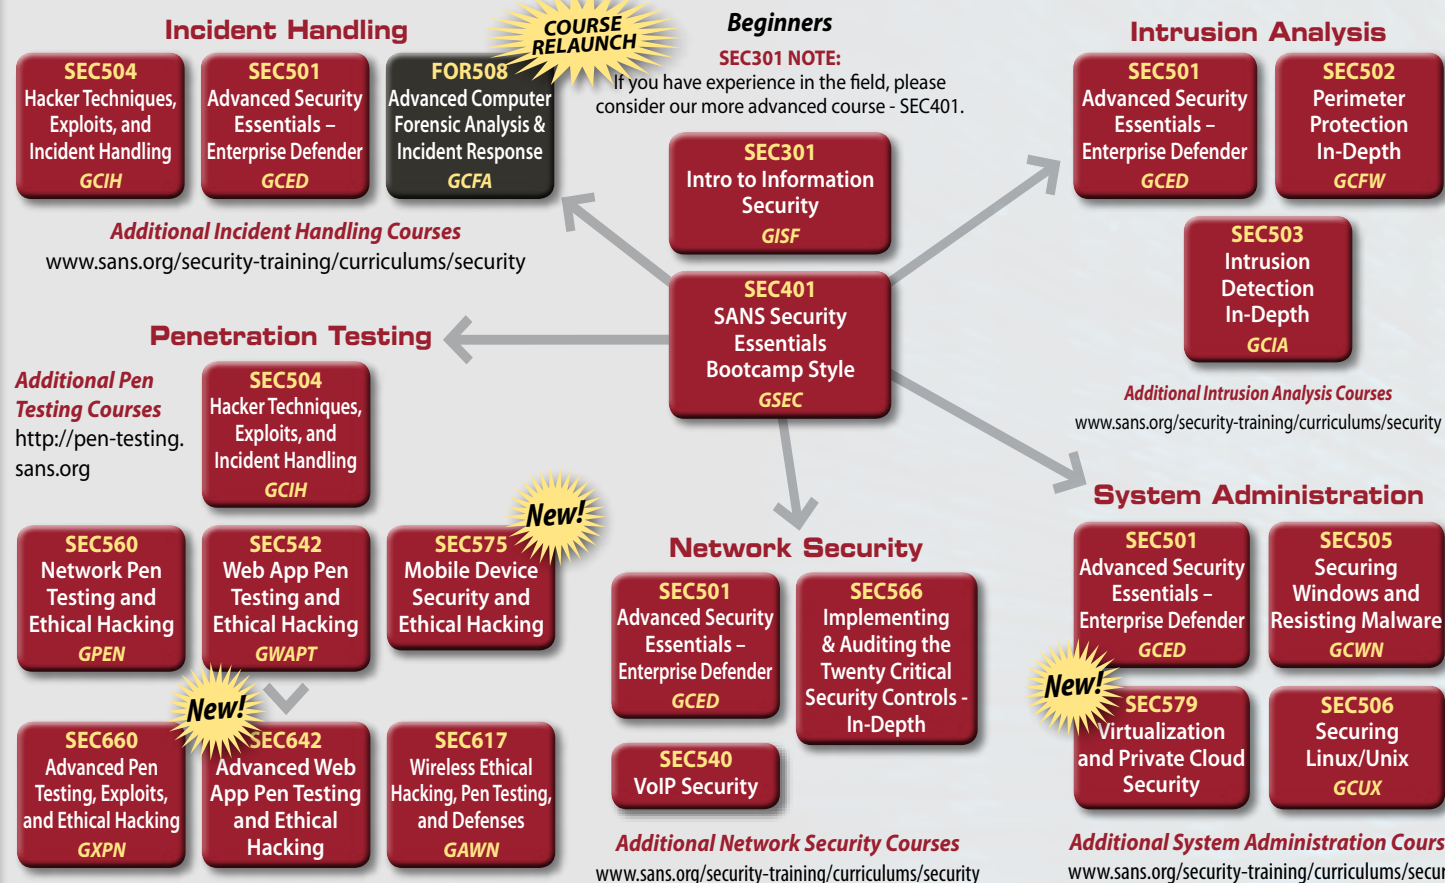 Incident Handling
SEC504
Hacker Techniques,
Exploits, and
Incident Handling
GCIH
SEC501
Advanced Security
Essentials –
Enterprise Defender
GCED
COURSE
RELAUNCH
FOR508
Advanced Computer
Forensic Analysis &
Incident Response
GCFA
Additional Incident Handling Courses
www.sans.org/security-training/curriculums/security
Beginners
SEC301 NOTE:
If you have experience in the field, please
consider our more advanced course - SEC401.
SEC301
Intro to Information
Security
GISF
SEC401
SANS Security
Essentials
Bootcamp Style
GSEC
Intrusion Analysis
SEC501
Advanced Security
Essentials –
Enterprise Defender
GCED
SEC502
Perimeter
Protection
In-Depth
GCFW
SEC503
Intrusion
Detection
In-Depth
GCIA
Additional Intrusion Analysis Courses
www.sans.org/security-training/curriculums/security
Penetration Testing
Additional Pen
Testing Courses
http://pen-testing.
sans.org
SEC504
Hacker Techniques,
Exploits, and
Incident Handling
GCIH
SEC560
Network Pen
Testing and
Ethical Hacking
GPEN
SEC542
Web App Pen
Testing and
Ethical Hacking
GWAPT
New!
SEC575
Mobile Device
Security and
Ethical Hacking
SEC660
Advanced Pen
Testing, Exploits,
and Ethical Hacking
GXPN
New!
SEC642
Advanced Web
App Pen Testing
and Ethical
Hacking
SEC617
Wireless Ethical
Hacking, Pen Testing,
and Defenses
GAWN
Network Security
SEC501
Advanced Security
Essentials –
Enterprise Defender
GCED
SEC566
Implementing
& Auditing the
Twenty Critical
Security Controls -
In-Depth
SEC540
VoIP Security
Additional Network Security Courses
www.sans.org/security-training/curriculums/security
System Administration
SEC501
Advanced Security
Essentials –
Enterprise Defender
GCED
SEC505
Securing
Windows and
Resisting Malware
GCWN
New!
SEC579
Virtualization
and Private Cloud
Security
SEC506
Securing
Linux/Unix
GCUX
Additional System Administration Cours
www.sans.org/security-training/curriculums/secur